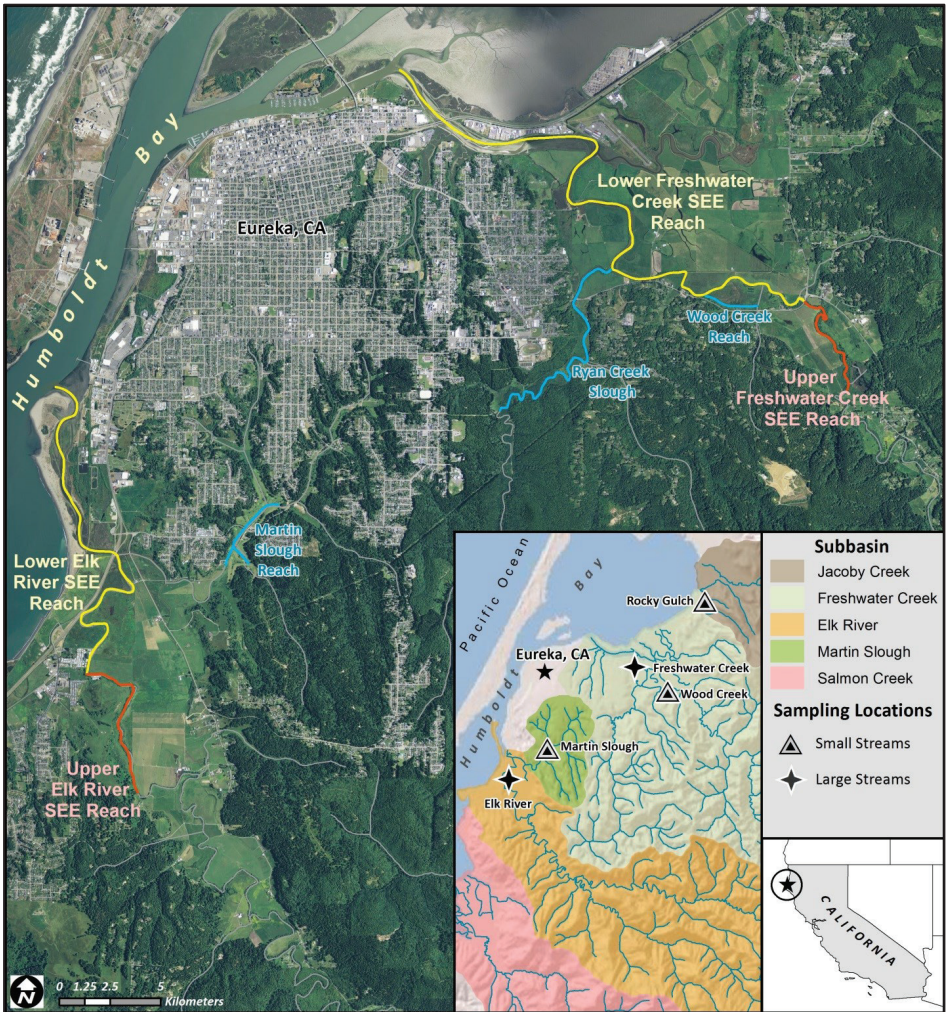 Humboldt Bay
Eureka, CA
Lower Freshwater
Creek SEE
Reach
Wood Creek
Reach
Ryan Creek
Slough
Upper
Freshwater Creek
SEE Reach
Martin
Slough
Reach
Lower Elk
River SEE
Reach
Upper
Elk River
SEE Reach
N
0 1.25 2.5 5
Kilometers
Pacific Ocean
Humboldt Bay
Rocky Gulch
Eureka, CA
Freshwater Creek
Wood Creek
Martin Slough
Elk River
Subbasin
Jacoby Creek
Freshwater Creek
Elk River
Martin Slough
Salmon Creek
Sampling Locations
Small Streams
Large Streams
CALIFORNIA